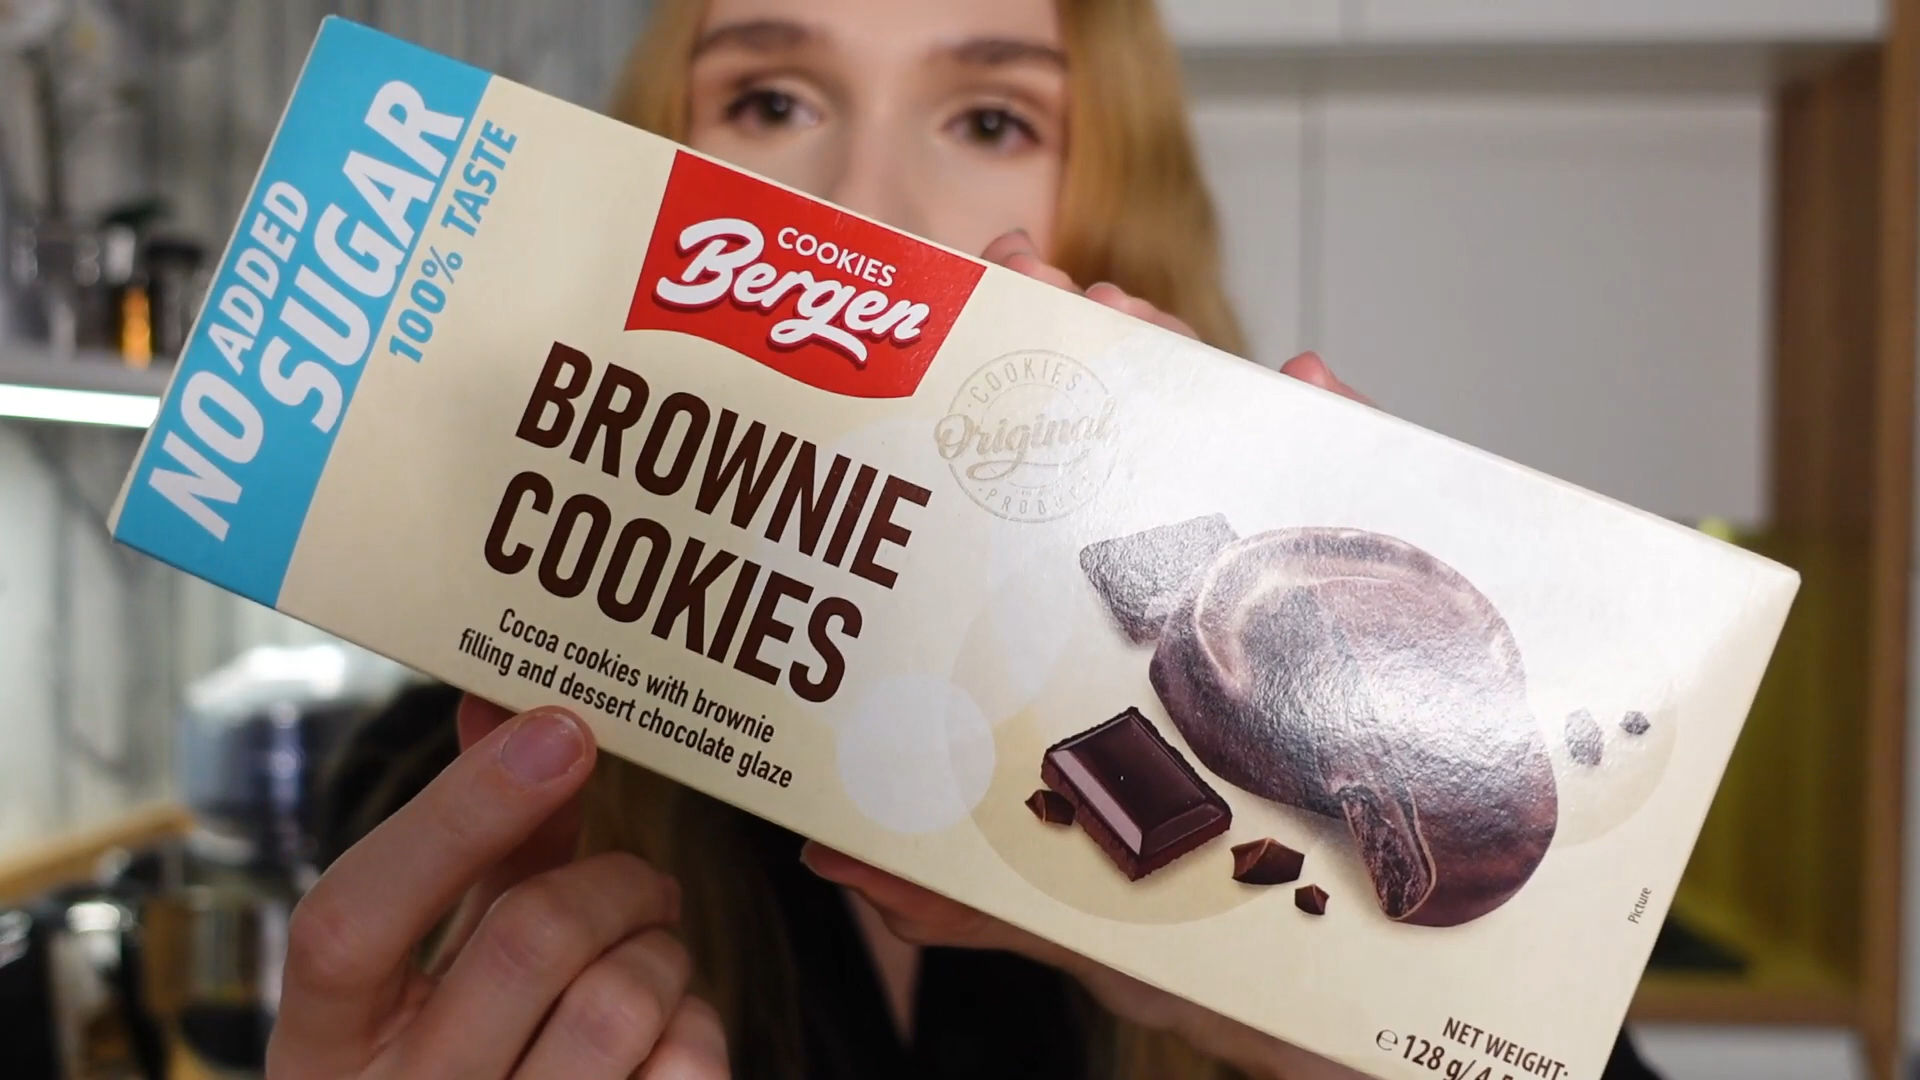 NO ADDED
SUGAR
100% TASTE
COOKIES
Bergen
BROWNIE
COOKIES
Cocoa cookies with brownie
filling and dessert chocolate glaze
COOKIES
Original
Picture
NET WEIGHT:
℮ 128 g/